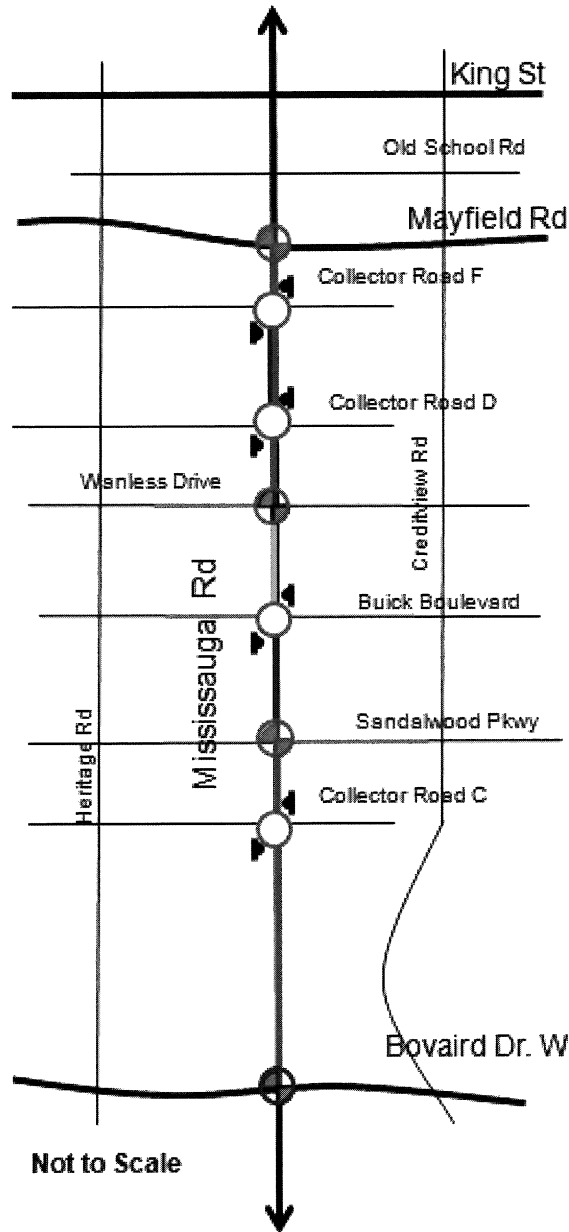 King St
Old School Rd
Mayfield Rd
Collector Road F
Collector Road D
Wanless Drive
Creditview Rd
Mississauga Rd
Buick Boulevard
Heritage Rd
Sandalwood Pkwy
Collector Road C
Bovaird Dr. W
Not to Scale